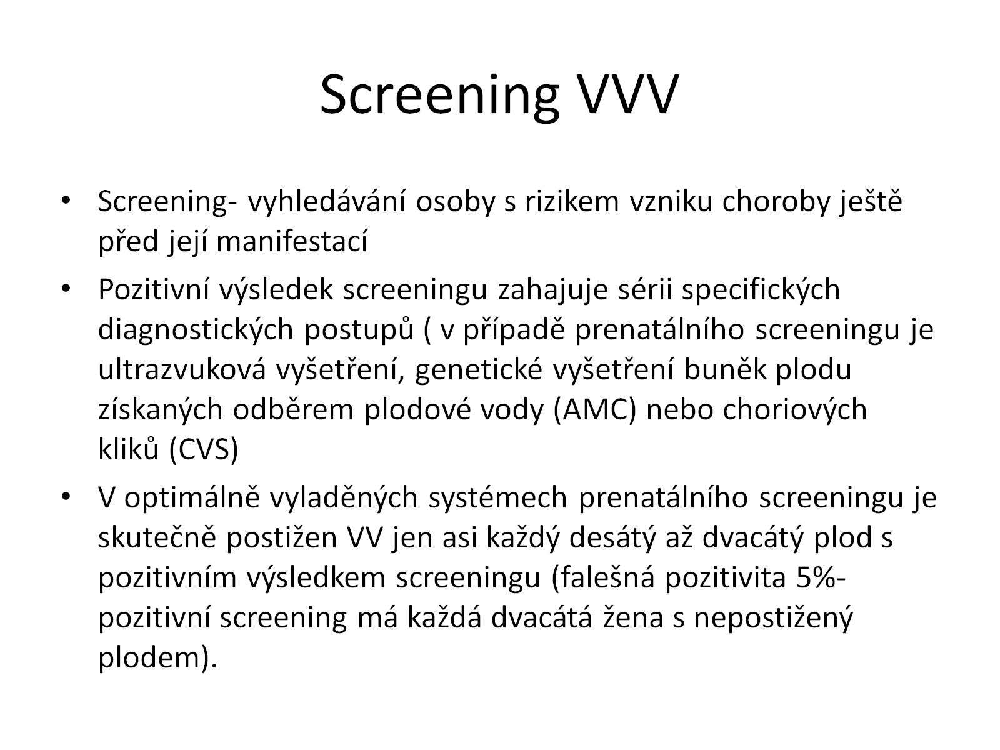 Screening VVV
• Screening- vyhledávání osoby s rizikem vzniku choroby ještě
před její manifestací
• Pozitivní výsledek screeningu zahajuje sérii specifických
diagnostických postupů ( v případě prenatálního screeningu je
ultrazvuková vyšetření, genetické vyšetření buněk plodu
získaných odběrem plodové vody (AMC) nebo choriových
kliků (CVS)
• V optimálně vyladěných systémech prenatálního screeningu je
skutečně postižen VV jen asi každý desátý až dvacátý plod s
pozitivním výsledkem screeningu (falešná pozitivita 5%-
pozitivní screening má každá dvacátá žena s nepostižený
plodem).